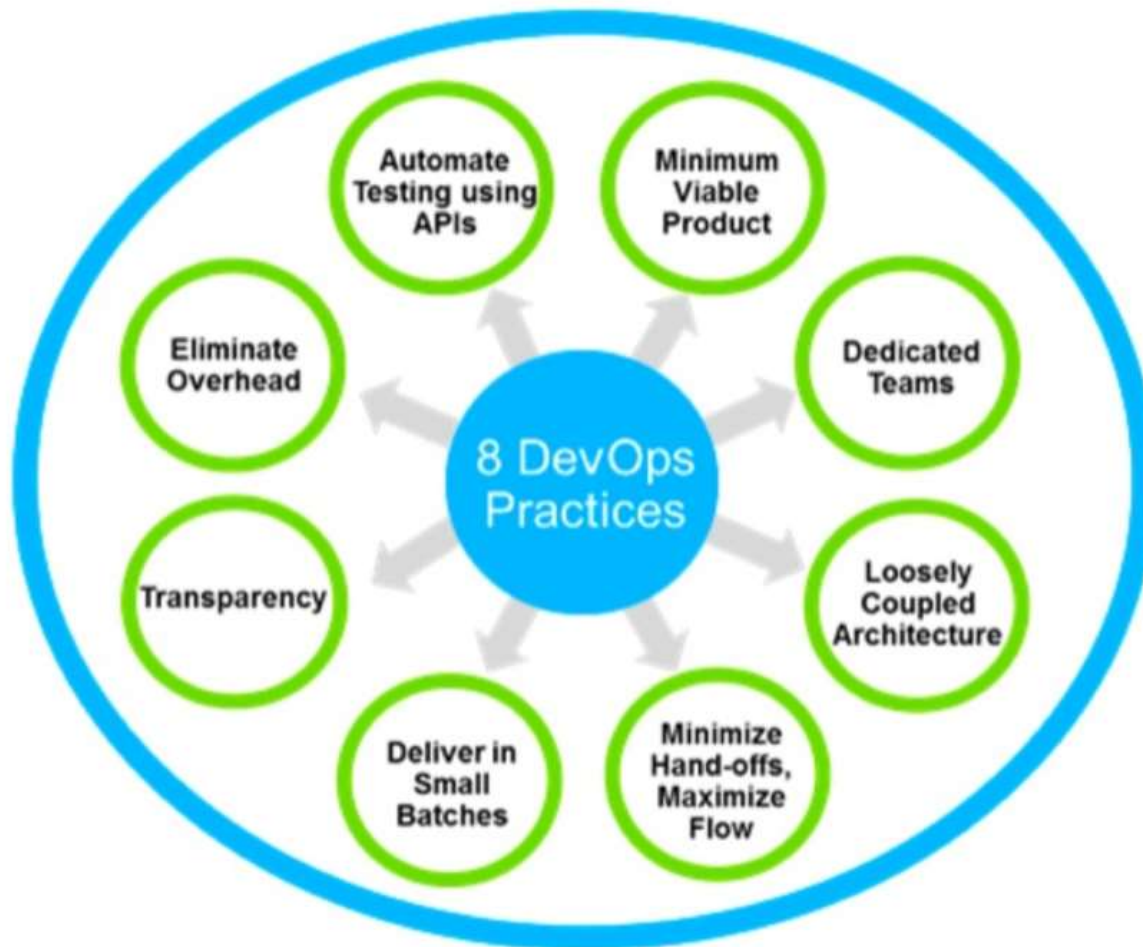 Automate
Testing using
APIs
Minimum
Viable
Product
Eliminate
Overhead
Dedicated
Teams
8 DevOps
Practices
Transparency
Loosely
Coupled
Architecture
Deliver in
Small
Batches
Minimize
Hand-offs,
Maximize
Flow